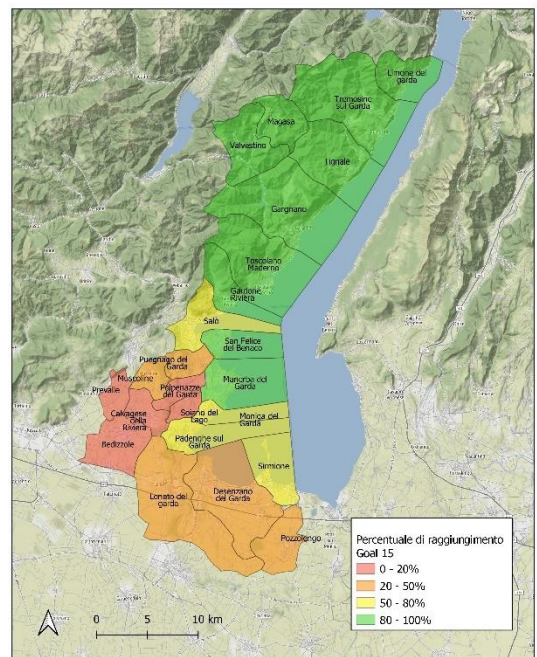 Limone del
garda
Tremosine
sul Garda
Magasa
Valvestino
Tignale
Gargnano
Toscolano
Maderno
Gardone
Riviera
Salò
San Felice
del Benaco
Puegnago del
Garda
Muscoline
Manerba del
Garda
Prevalle
Polpenazze
del Garda
Calvagese
della
Riviera
Soiano del
Lago
Moniga del
Garda
Bedizzole
Padenghe sul
Garda
Sirmione
Lonato del
garda
Desenzano
del Garda
Pozzolengo
Percentuale di raggiungimento
Goal 15
0 - 20%
20 - 50%
50 - 80%
80 - 100%
0 5 10 km